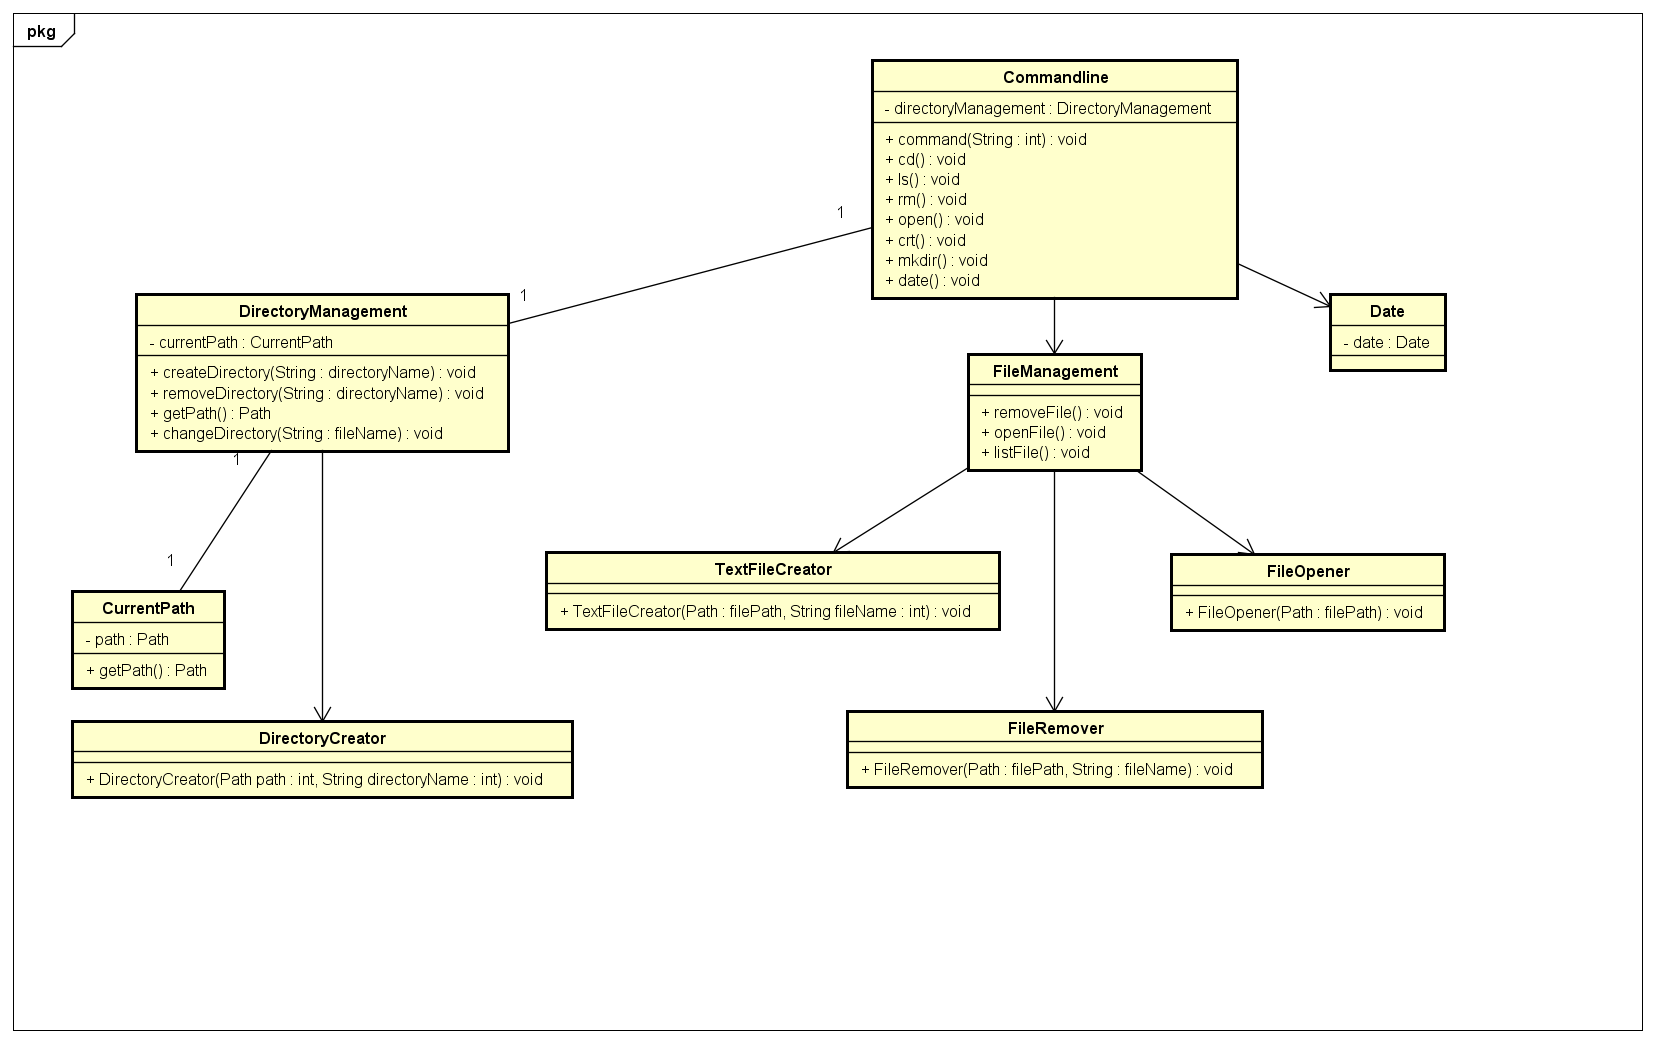 pkg
Commandline
- directoryManagement : DirectoryManagement
+ command(String : int) : void
+ cd() : void
+ ls() : void
+ rm() : void
+ open() : void
+ crt() : void
+ mkdir() : void
+ date() : void
1
1
DirectoryManagement
- currentPath : CurrentPath
+ createDirectory(String : directoryName) : void
+ removeDirectory(String : directoryName) : void
+ getPath() : Path
+ changeDirectory(String : fileName) : void
Date
- date : Date
FileManagement
+ removeFile() : void
+ openFile() : void
+ listFile() : void
1
1
CurrentPath
- path : Path
+ getPath() : Path
TextFileCreator
+ TextFileCreator(Path : filePath, String fileName : int) : void
FileOpener
+ FileOpener(Path : filePath) : void
DirectoryCreator
+ DirectoryCreator(Path path : int, String directoryName : int) : void
FileRemover
+ FileRemover(Path : filePath, String : fileName) : void